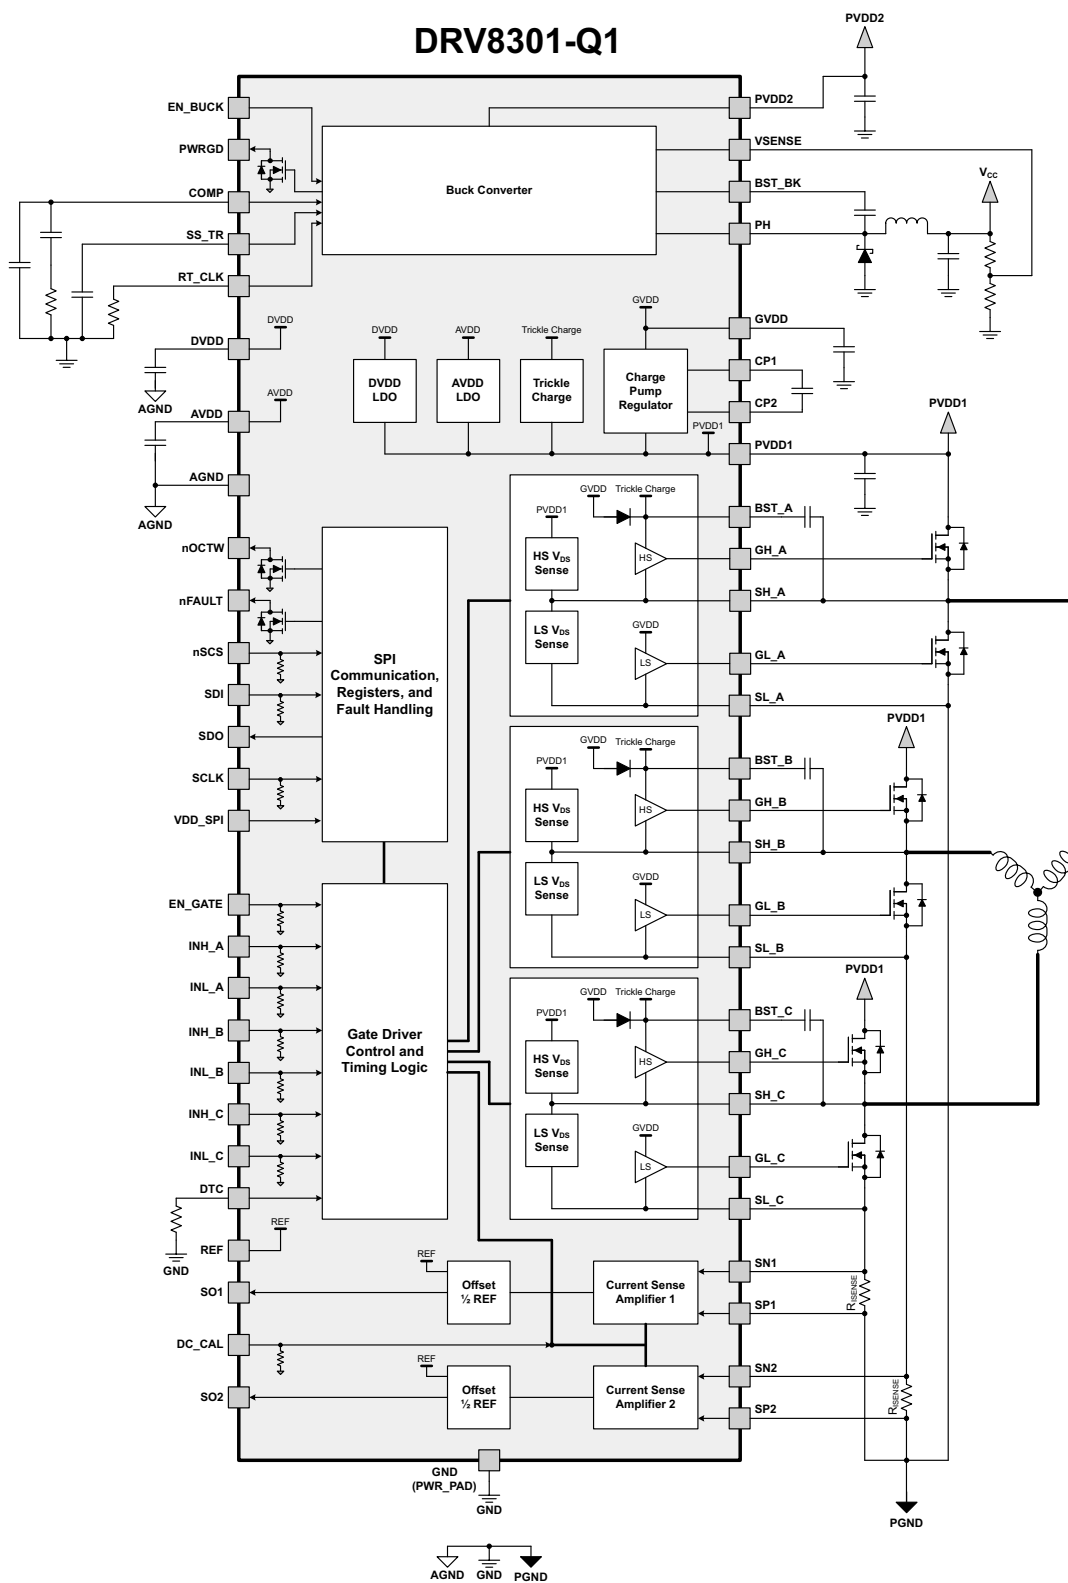 DRV8301-Q1
PVDD2
EN_BUCK
PWRGD
COMP
SS_TR
RT_CLK
Buck Converter
PVDD2
VSENSE
BST_BK
PH
VCC
DVDD
DVDD
AGND
AVDD
AVDD
AGND
AGND
DVDD
DVDD
LDO
AVDD
AVDD
LDO
Trickle Charge
Trickle
Charge
GVDD
Charge
Pump
Regulator
PVDD1
GVDD
CP1
CP2
PVDD1
PVDD1
nOCTW
nFAULT
nSCS
SDI
SDO
SCLK
VDD_SPI
SPI
Communication,
Registers, and
Fault Handling
GVDD
Trickle Charge
PVDD1
HS VDS
Sense
HS
LS VDS
Sense
GVDD
LS
BST_A
GH_A
SH_A
GL_A
SL_A
PVDD1
GVDD
Trickle Charge
PVDD1
HS VDS
Sense
HS
LS VDS
Sense
GVDD
LS
BST_B
GH_B
SH_B
GL_B
SL_B
PVDD1
EN_GATE
INH_A
INL_A
INH_B
INL_B
INH_C
INL_C
DTC
GND
Gate Driver
Control and
Timing Logic
GVDD
Trickle Charge
PVDD1
HS VDS
Sense
HS
LS VDS
Sense
GVDD
LS
BST_C
GH_C
SH_C
GL_C
SL_C
REF
REF
SO1
DC_CAL
SO2
REF
Offset
½ REF
Current Sense
Amplifier 1
SN1
SP1
RISENSE
REF
Offset
½ REF
Current Sense
Amplifier 2
SN2
SP2
RISENSE
GND
(PWR_PAD)
GND
PGND
AGND
GND
PGND